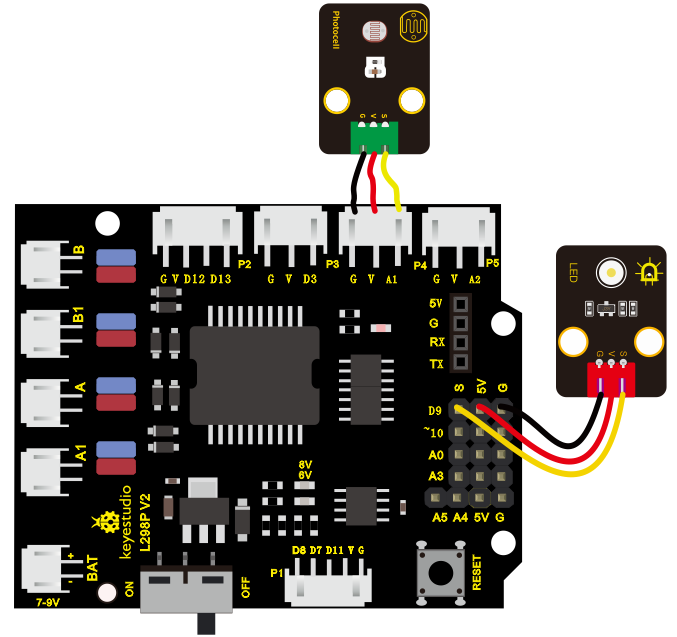 Photocell
G V S
B
B1
A
A1
G V D12 D13
P2
G V D3
P3
G V A1
P4
G V A2
P5
5V
G
RX
TX
LED
G V S
S 5V G
D9
~10
A0
A3
A5 A4 5V G
8V
6V
keyestudio
L298P V2
BAT
+
-
7-9V
ON
OFF
P1
D8 D7 D11 V G
RESET